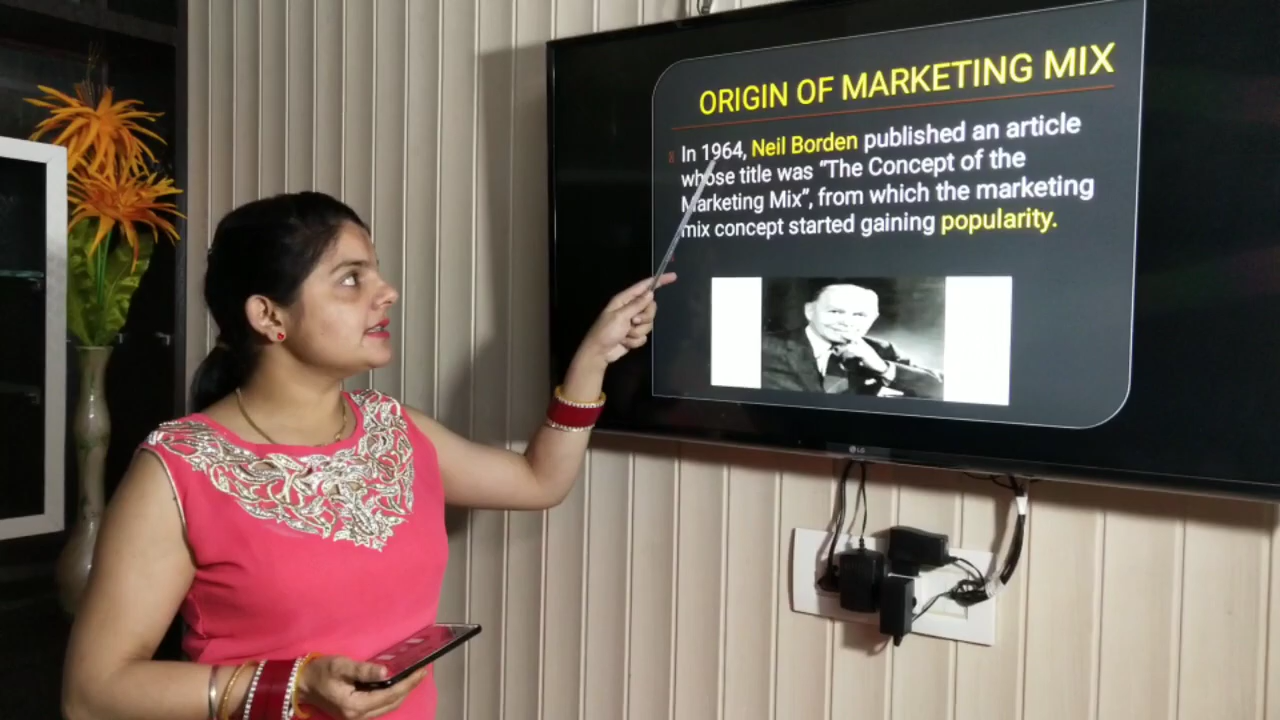 ORIGIN OF MARKETING MIX
In 1964, Neil Borden published an article
whose title was “The Concept of the
Marketing Mix”, from which the marketing
mix concept started gaining popularity.
LG